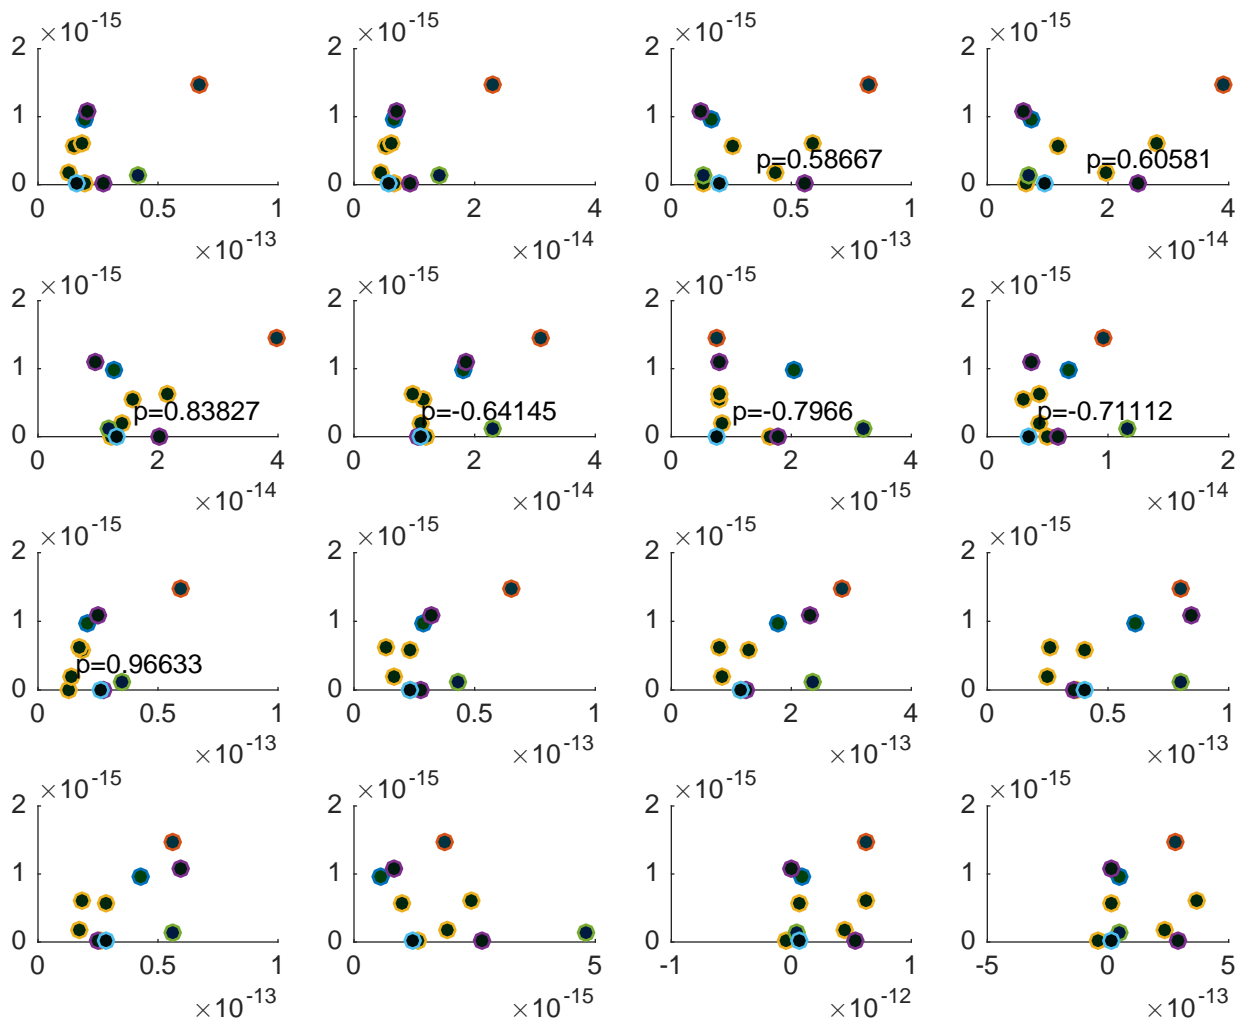 ×10-15 ×10-15 ×10-15 ×10-15
2 2 2 2
1 1 1 1
p=0.58667 p=0.60581
0 0 0 0
0 0.5 1 0 2 4 0 0.5 1 0 2 4
×10-13 ×10-14 ×10-13 ×10-14
×10-15 ×10-15 ×10-15 ×10-15
2 2 2 2
1 1 1 1
p=0.83827 p=-0.64145 p=-0.7966 p=-0.71112
0 0 0 0
0 2 4 0 2 4 0 2 4 0 1 2
×10-14 ×10-14 ×10-15 ×10-14
×10-15 ×10-15 ×10-15 ×10-15
2 2 2 2
1 1 1 1
p=0.96633
0 0 0 0
0 0.5 1 0 0.5 1 0 2 4 0 0.5 1
×10-13 ×10-13 ×10-13 ×10-13
×10-15 ×10-15 ×10-15 ×10-15
2 2 2 2
1 1 1 1
0 0 0 0
0 0.5 1 0 5 -1 0 1 -5 0 5
×10-13 ×10-15 ×10-12 ×10-13